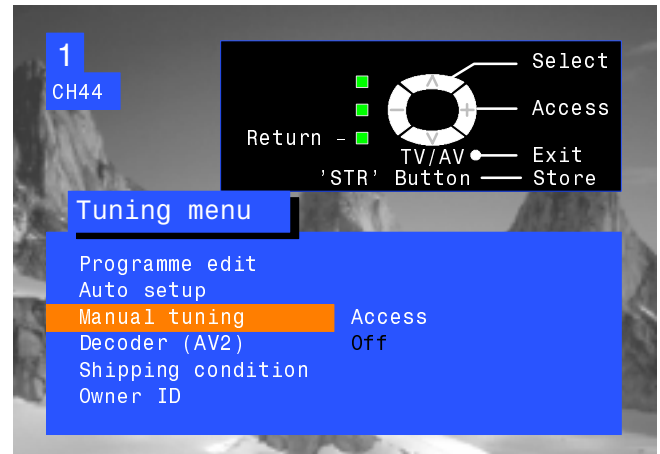 1
CH44
Select
Access
Return –
TV/AV Exit
'STR' Button Store
Tuning menu
Programme edit
Auto setup
Manual tuning Access
Decoder (AV2) Off
Shipping condition
Owner ID